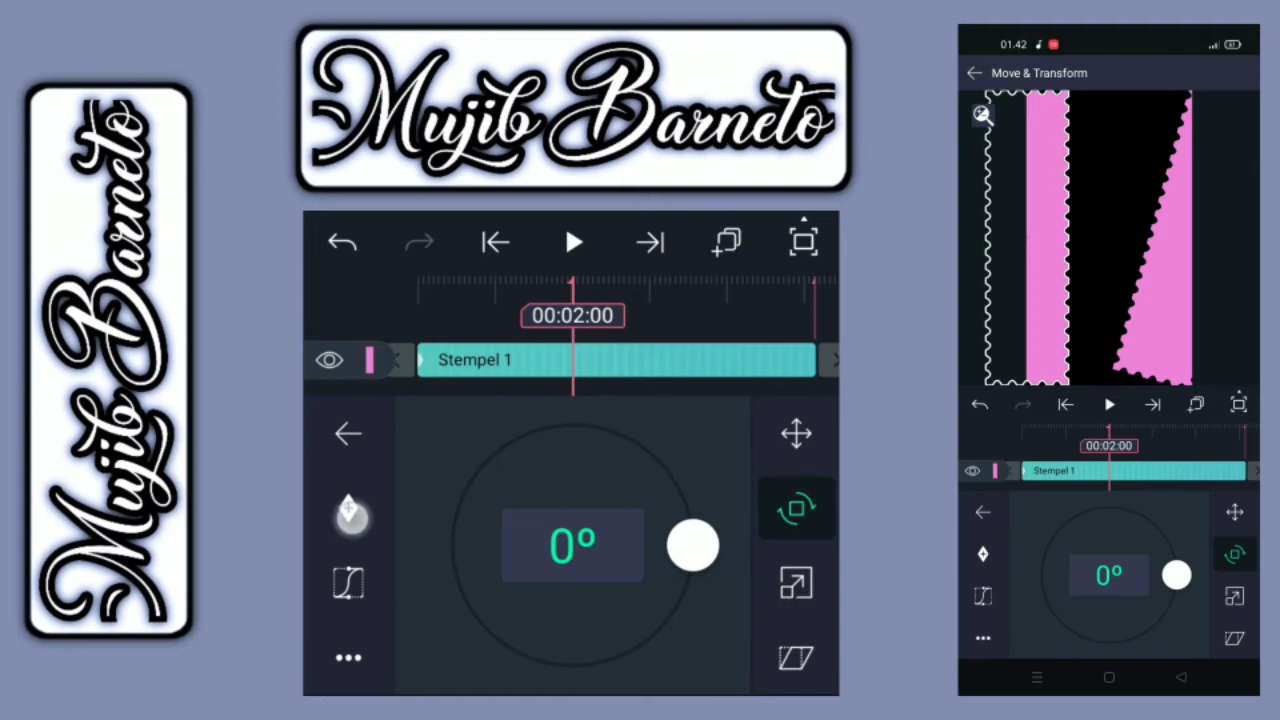 Mujib Barneto
Mujib Barneto
00:02:00
Stempel 1
0°
01.42
Move & Transform
00:02:00
Stempel 1
0°